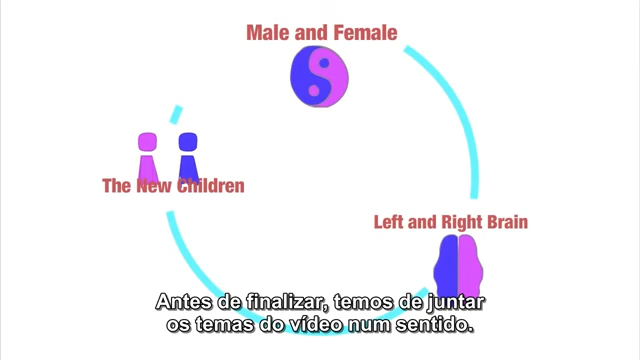 Male and Female
The New Children
Left and Right Brain
Antes de finalizar, temos de juntar
os temas do vídeo num sentido.